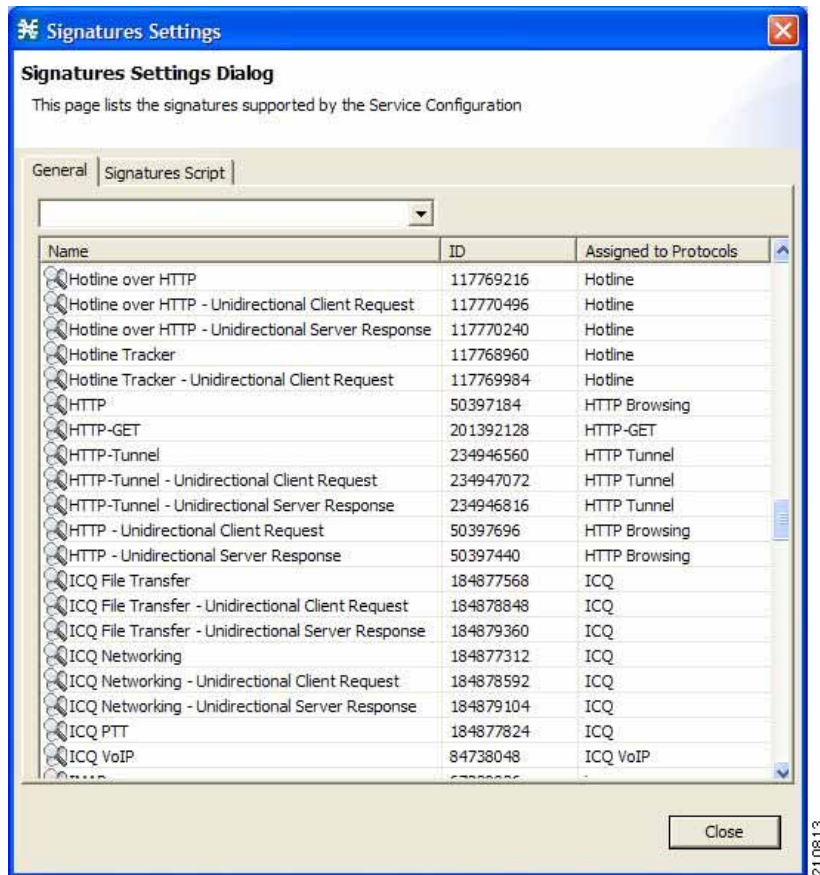 Signatures Settings
Signatures Settings Dialog
This page lists the signatures supported by the Service Configuration
General Signatures Script
Name ID Assigned to Protocols
Hotline over HTTP 117769216 Hotline
Hotline over HTTP - Unidirectional Client Request 117770496 Hotline
Hotline over HTTP - Unidirectional Server Response 117770240 Hotline
Hotline Tracker 117768960 Hotline
Hotline Tracker - Unidirectional Client Request 117769984 Hotline
HTTP 50397184 HTTP Browsing
HTTP-GET 201392128 HTTP-GET
HTTP-Tunnel 234946560 HTTP Tunnel
HTTP-Tunnel - Unidirectional Client Request 234947072 HTTP Tunnel
HTTP-Tunnel - Unidirectional Server Response 234946816 HTTP Tunnel
HTTP - Unidirectional Client Request 50397696 HTTP Browsing
HTTP - Unidirectional Server Response 50397440 HTTP Browsing
ICQ File Transfer 184877568 ICQ
ICQ File Transfer - Unidirectional Client Request 184878848 ICQ
ICQ File Transfer - Unidirectional Server Response 184879360 ICQ
ICQ Networking 184877312 ICQ
ICQ Networking - Unidirectional Client Request 184878592 ICQ
ICQ Networking - Unidirectional Server Response 184879104 ICQ
ICQ PTT 184877824 ICQ
ICQ VoIP 84738048 ICQ VoIP
Close
210813